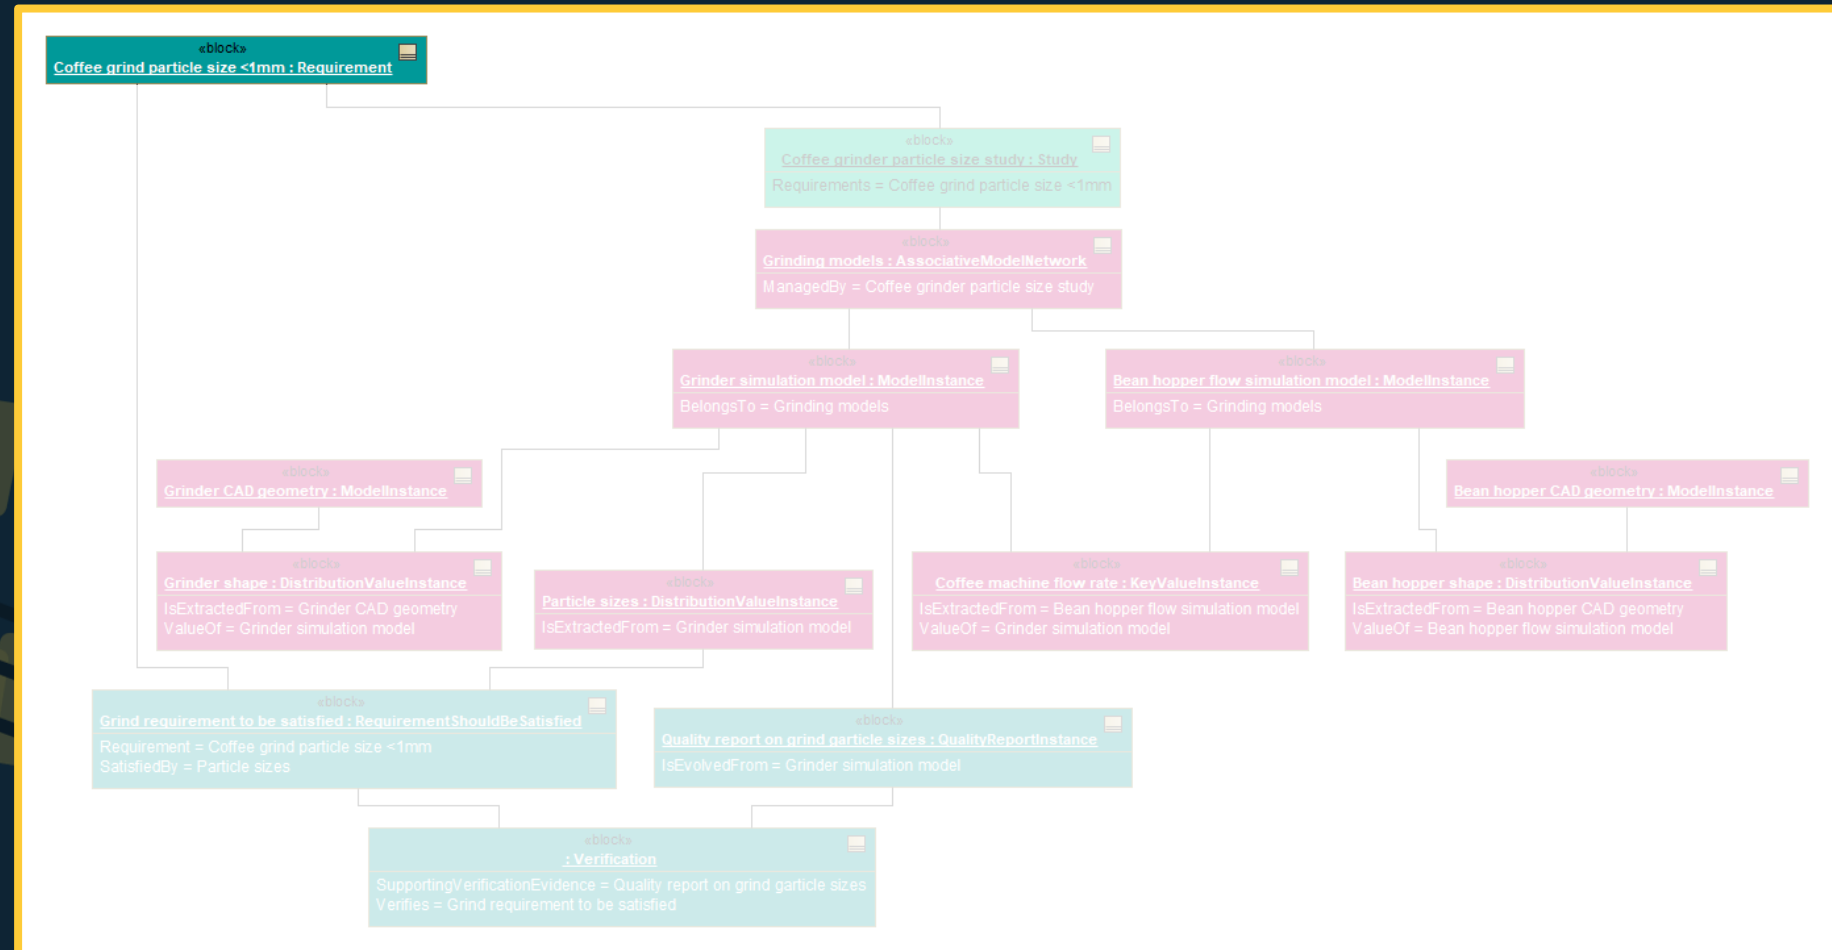 «block»
Coffee grind particle size <1mm : Requirement
«block»
Coffee grinder particle size study : Study
Requirements = Coffee grind particle size <1mm
«block»
Grinding models : AssociativeModelNetwork
ManagedBy = Coffee grinder particle size study
«block»
Grinder simulation model : ModelInstance
BelongsTo = Grinding models
«block»
Bean hopper flow simulation model : ModelInstance
BelongsTo = Grinding models
«block»
Grinder CAD geometry : ModelInstance
«block»
Bean hopper CAD geometry : ModelInstance
«block»
Grinder shape : DistributionValueInstance
IsExtractedFrom = Grinder CAD geometry
ValueOf = Grinder simulation model
«block»
Particle sizes : DistributionValueInstance
IsExtractedFrom = Grinder simulation model
«block»
Coffee machine flow rate : KeyValueInstance
IsExtractedFrom = Bean hopper flow simulation model
ValueOf = Grinder simulation model
«block»
Bean hopper shape : DistributionValueInstance
IsExtractedFrom = Bean hopper CAD geometry
ValueOf = Bean hopper flow simulation model
«block»
Grind requirement to be satisfied : RequirementShouldBeSatisfied
Requirement = Coffee grind particle size <1mm
SatisfiedBy = Particle sizes
«block»
Quality report on grind garticle sizes : QualityReportInstance
IsEvolvedFrom = Grinder simulation model
«block»
: Verification
SupportingVerificationEvidence = Quality report on grind garticle sizes
Verifies = Grind requirement to be satisfied